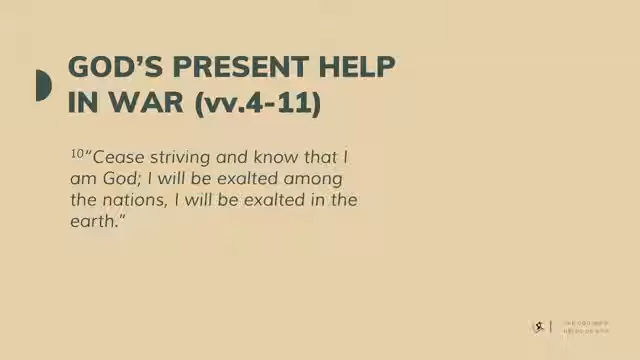 GOD’S PRESENT HELP
IN WAR (vv.4-11)
10“Cease striving and know that I
am God; I will be exalted among
the nations, I will be exalted in the
earth.”